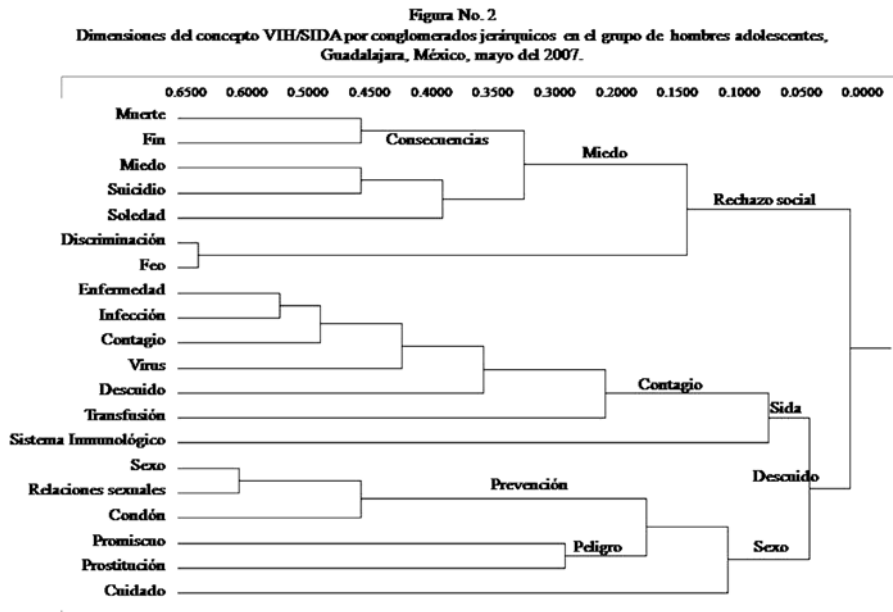 Figura No. 2
Dimensiones del concepto VIH/SIDA por conglomerados jerárquicos en el grupo de hombres adolescentes,
Guadalajara, México, mayo del 2007.
0.6500 0.6000 0.5000 0.4500 0.4000 0.3500 0.3000 0.2000 0.1500 0.1000 0.0500 0.0000
Muerte
Fin
Consecuencias
Miedo
Miedo
Suicidio
Rechazo social
Soledad
Discriminación
Feo
Enfermedad
Infección
Contagio
Virus
Descuido
Contagio
Transfusión
Sida
Sistema Inmunológico
Sexo
Descuido
Relaciones sexuales
Prevención
Condón
Promiscuo
Peligro
Sexo
Prostitución
Cuidado